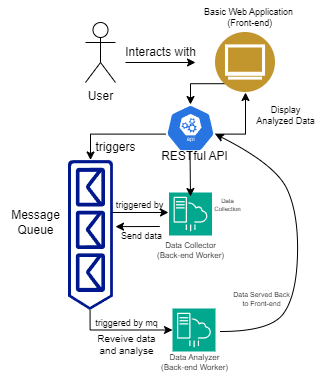 Basic Web Application
(Front-end)
Interacts with
User
Display
Analyzed Data
api
triggers
RESTful API
Message
Queue
triggered by
Data
Collection
Send data
Data Collector
(Back-end Worker)
Data Served Back
to Front-end
triggered by mq
Reveive data
and analyse
Data Analyzer
(Back-end Worker)